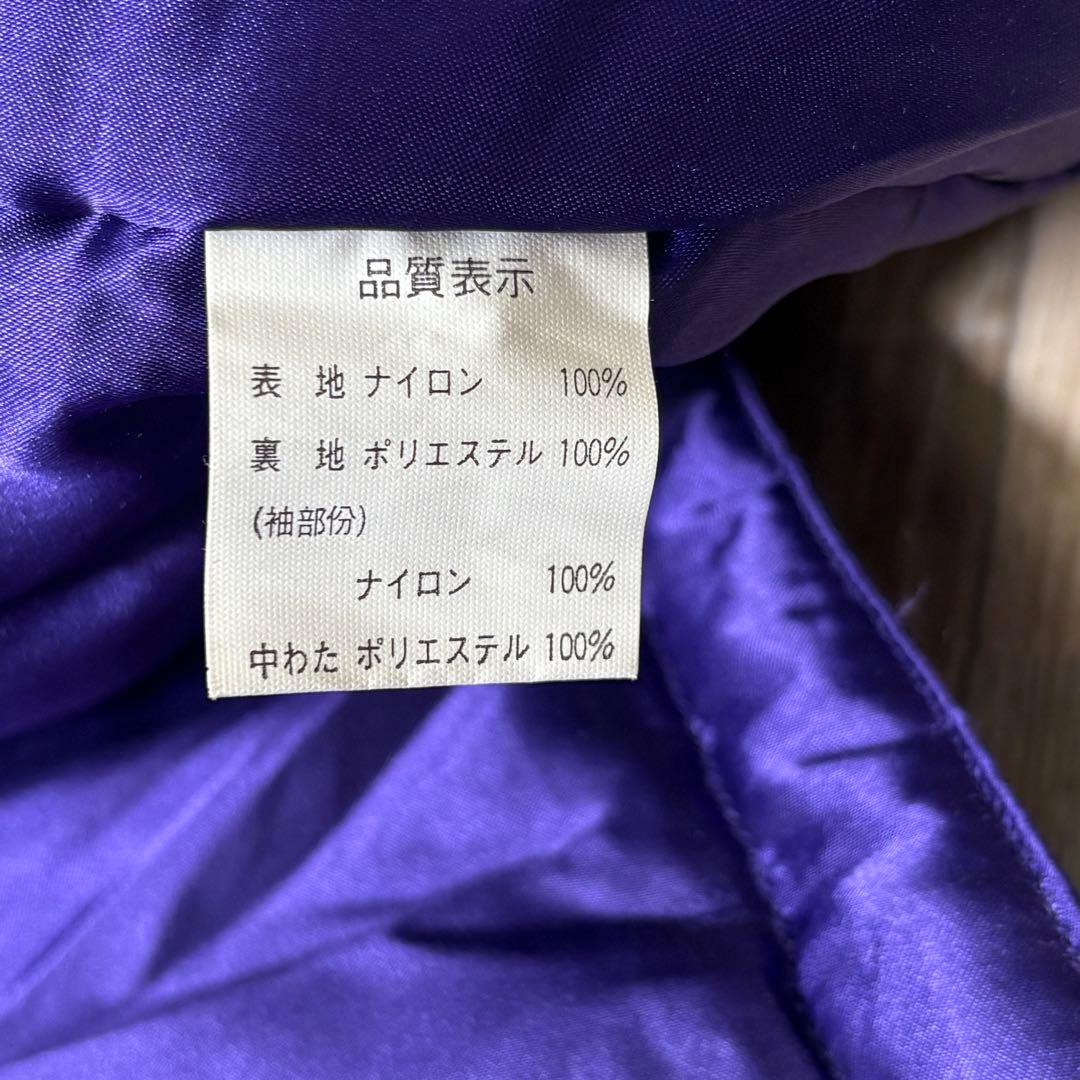 品質表示
表 地 ナイロン 100%
裏 地 ポリエステル 100%
(袖部份)
ナイロン 100%
中わた ポリエステル 100%